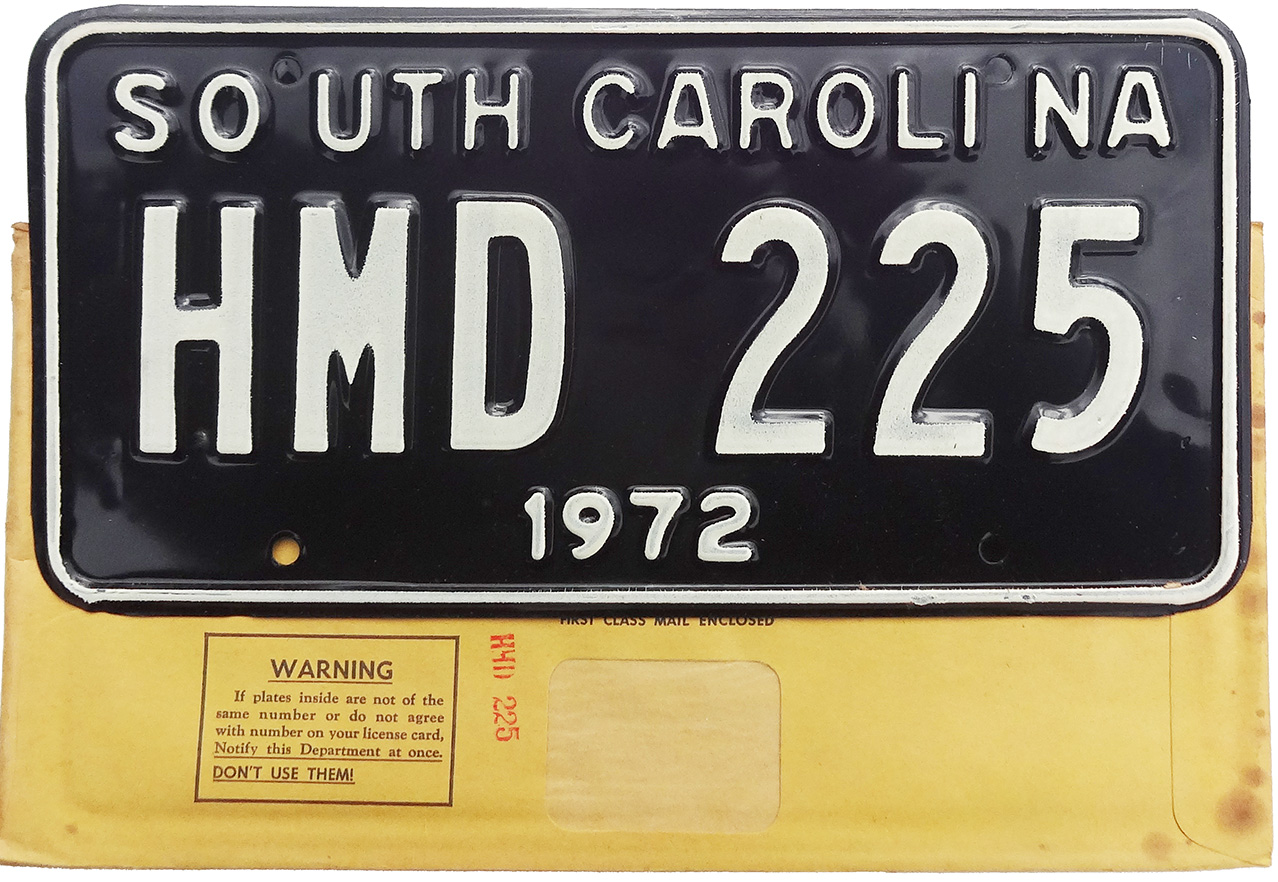 SOUTH CAROLINA
HMD 225
1972
FIRST CLASS MAIL ENCLOSED
WARNING
If plates inside are not of the
same number or do not agree
with number on your license card,
Notify this Department at once.
DON'T USE THEM!
HMD 225